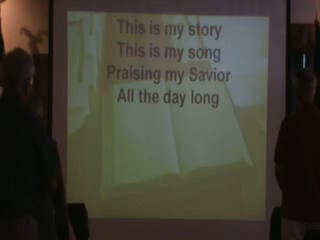 This is my story
This is my song
Praising my Savior
All the day long